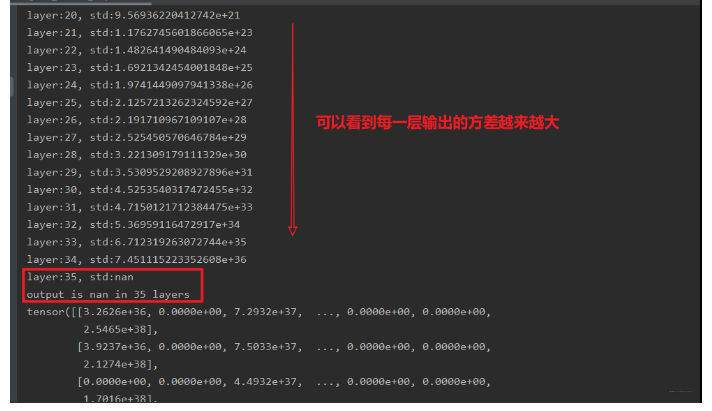 layer:20, std:9.56936220412742e+21
layer:21, std:1.1762745601866065e+23
layer:22, std:1.482641490484093e+24
layer:23, std:1.6921342454001848e+25
layer:24, std:1.9741449097941338e+26
layer:25, std:2.1257213262324592e+27
layer:26, std:2.191710967109107e+28
layer:27, std:2.525450570646784e+29
layer:28, std:3.221309179111329e+30
layer:29, std:3.5309529208927896e+31
layer:30, std:4.5253540317472455e+32
layer:31, std:4.7150121712384475e+33
layer:32, std:5.36959116472917e+34
layer:33, std:6.712319263072744e+35
layer:34, std:7.451115223352608e+36
layer:35, std:nan
output is nan in 35 layers
tensor([[3.2626e+36, 0.0000e+00, 7.2932e+37, ..., 0.0000e+00, 0.0000e+00,
2.5465e+38],
[3.9237e+36, 0.0000e+00, 7.5033e+37, ..., 0.0000e+00, 0.0000e+00,
2.1274e+38],
[0.0000e+00, 0.0000e+00, 4.4932e+37, ..., 0.0000e+00, 0.0000e+00,
1.7016e+38],
可以看到每一层输出的方差越来越大